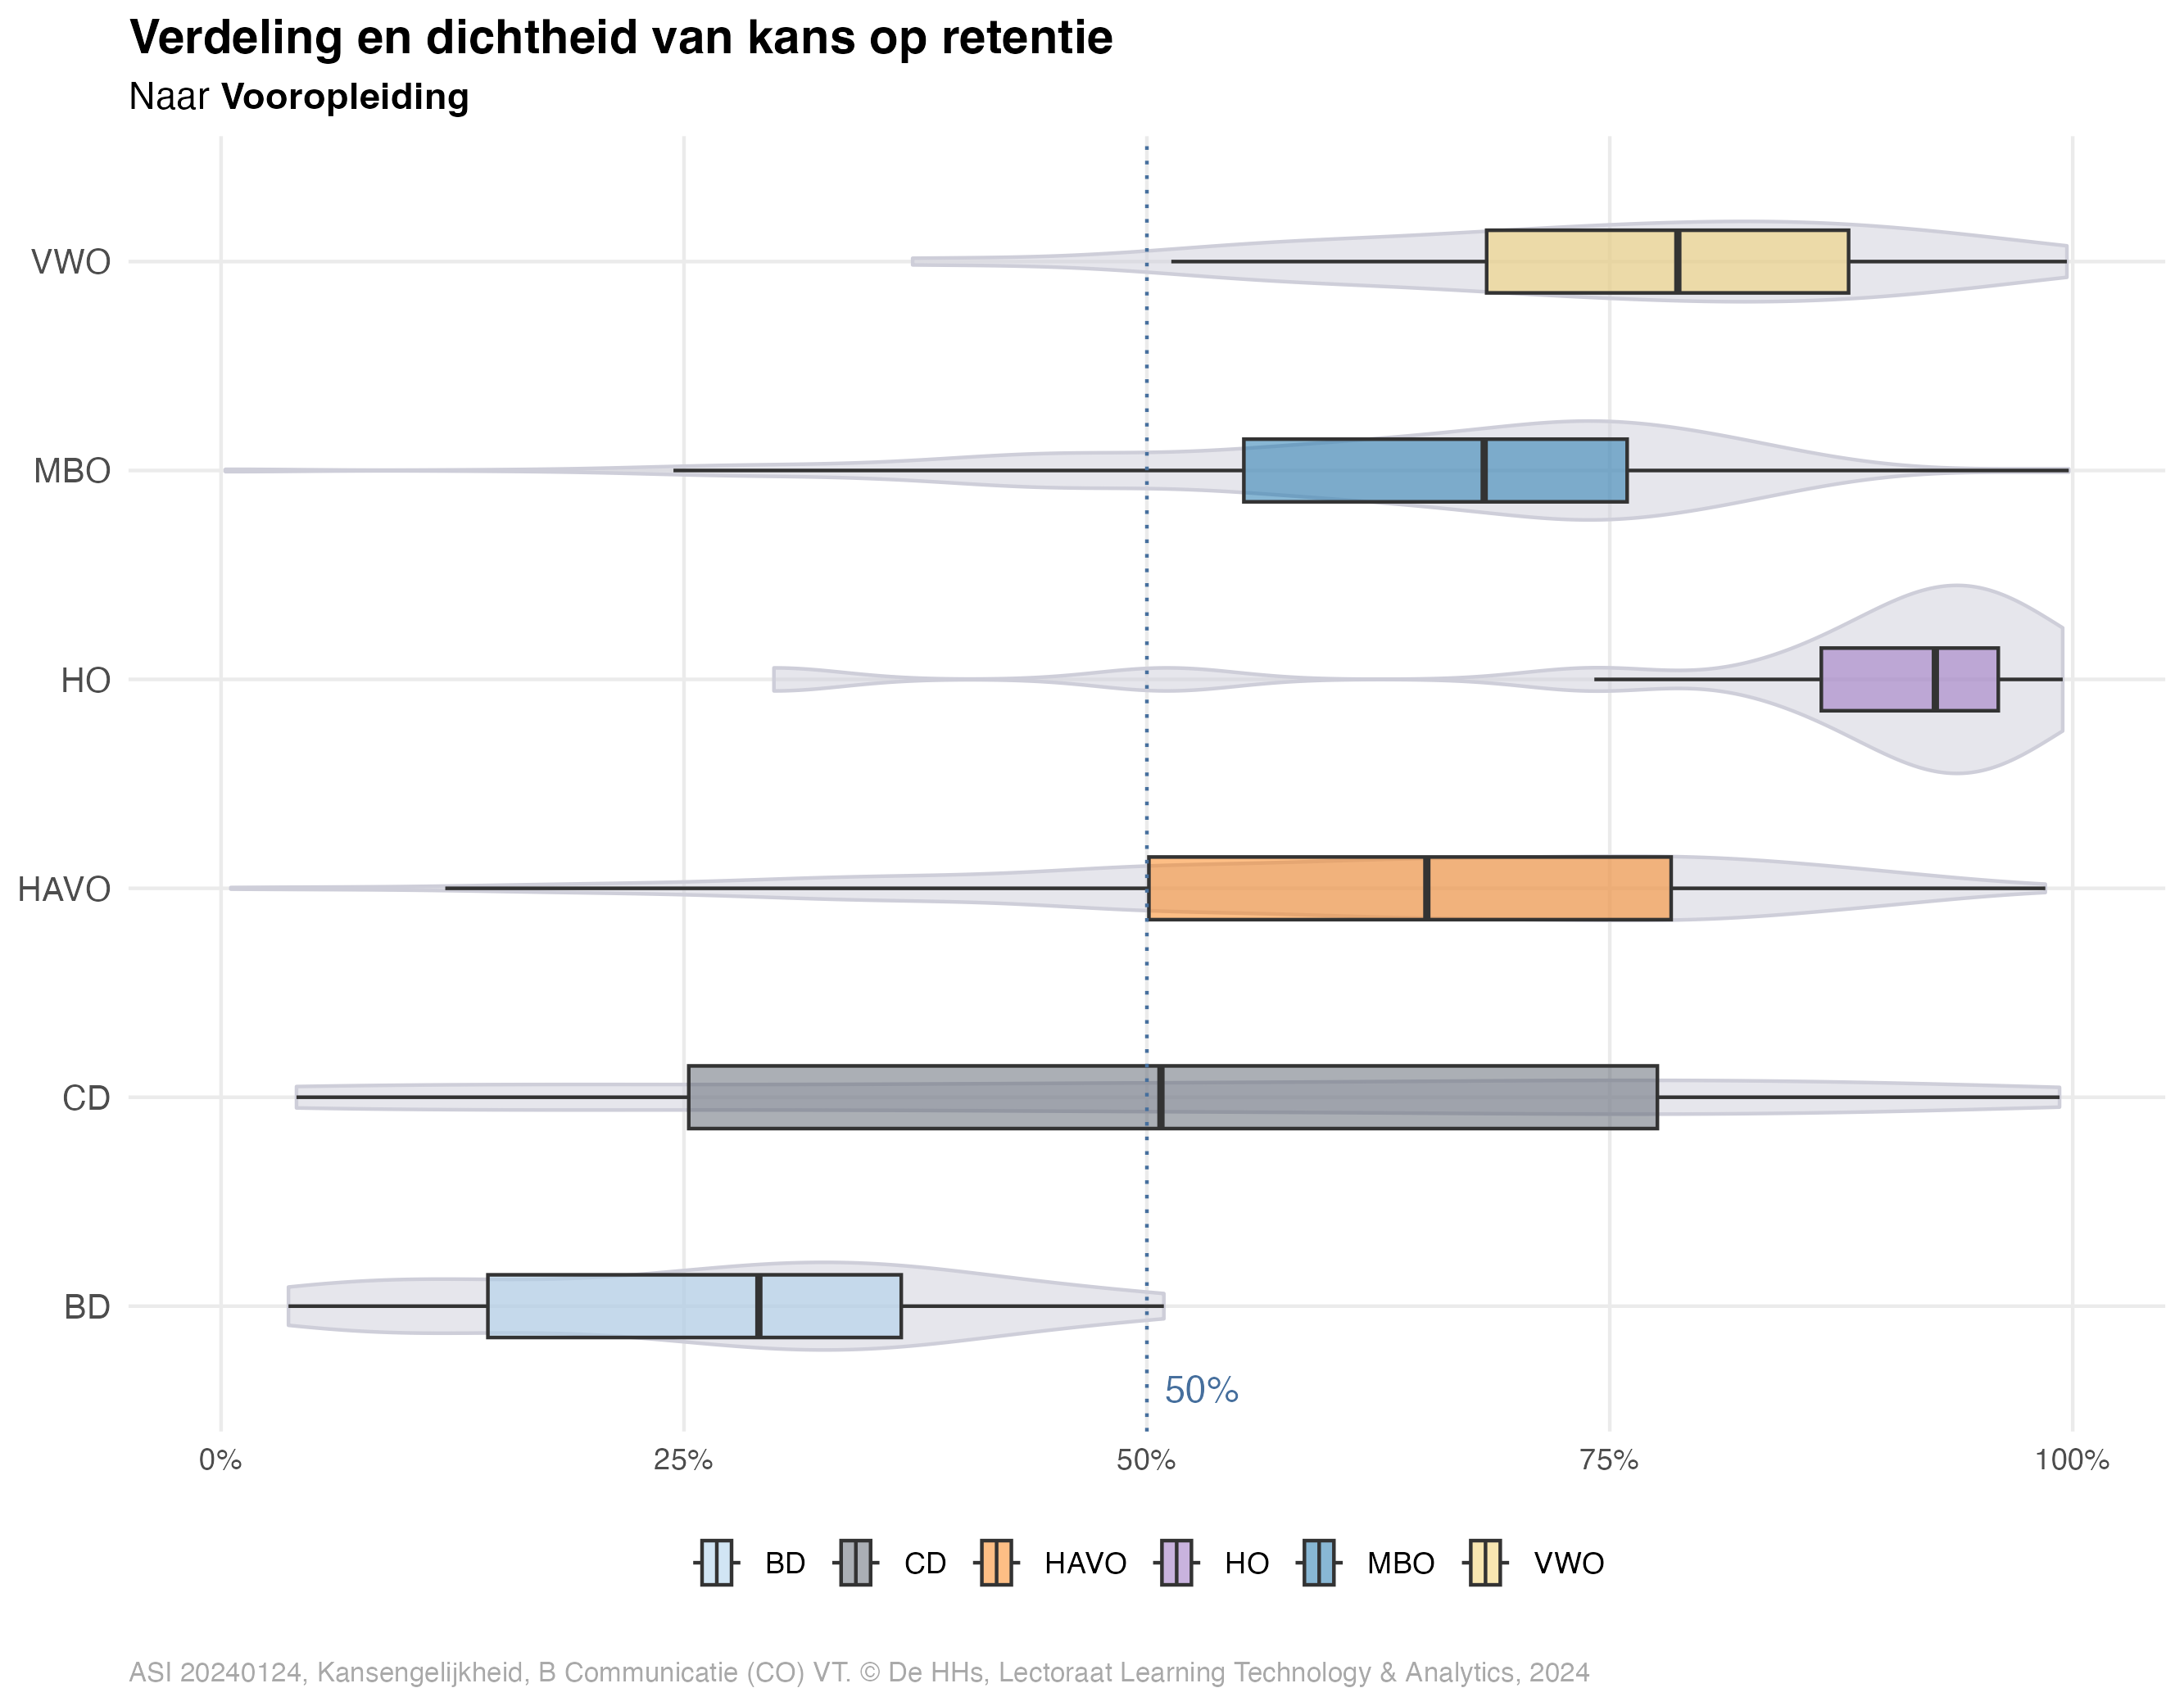 Verdeling en dichtheid van kans op retentie
Naar Vooropleiding
VWO
MBO
HO
HAVO
CD
BD
50%
0% 25% 50% 75% 100%
BD CD HAVO HO MBO VWO
ASI 20240124, Kansengelijkheid, B Communicatie (CO) VT. © De HHs, Lectoraat Learning Technology & Analytics, 2024